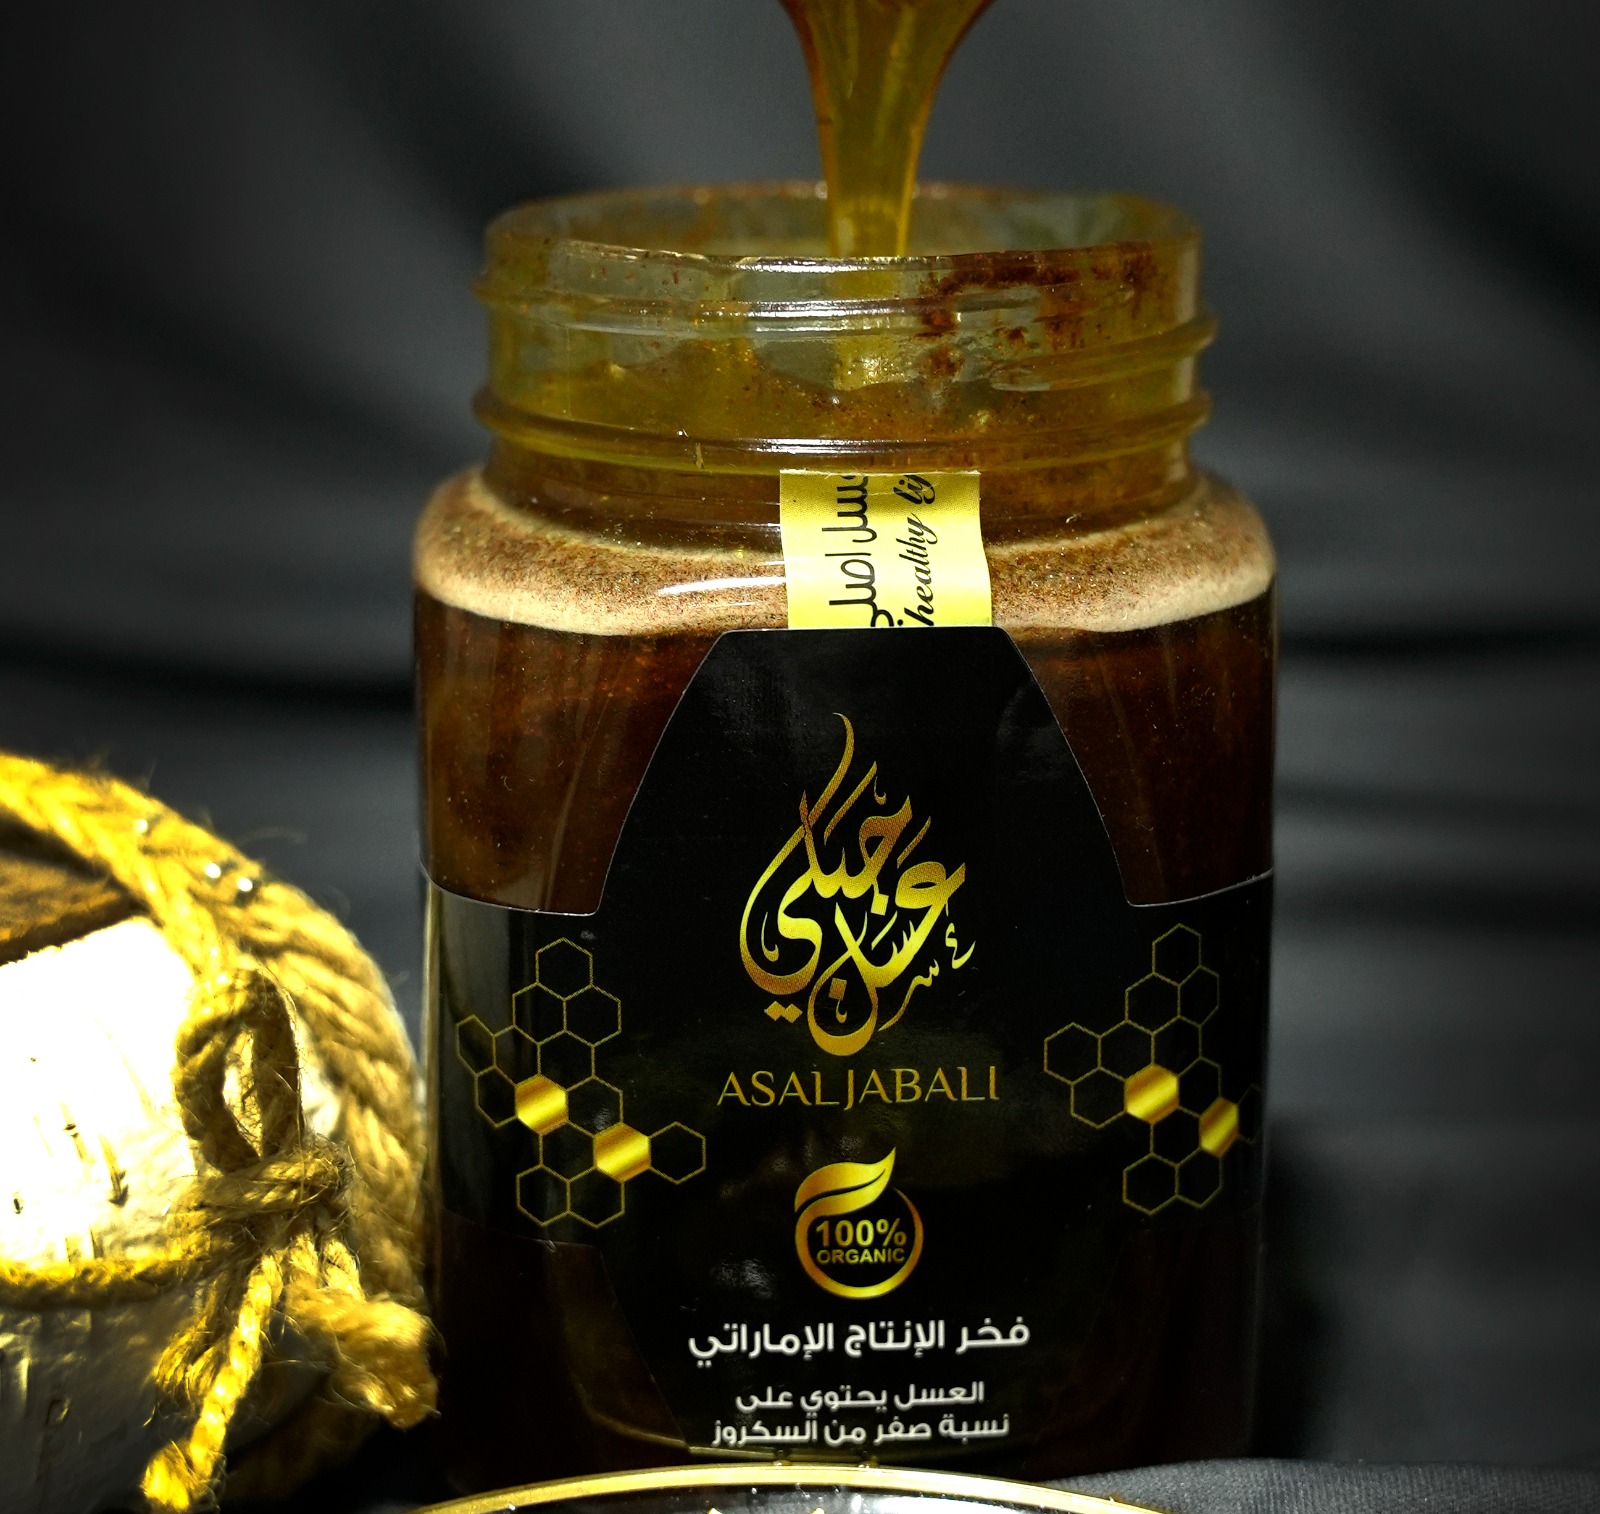 عسل اصلي
healthy
عسل جبلي
ASAL JABALI
100%
ORGANIC
فخر الإنتاج الإماراتي
العسل يحتوي على
نسبة صفر من السكروز